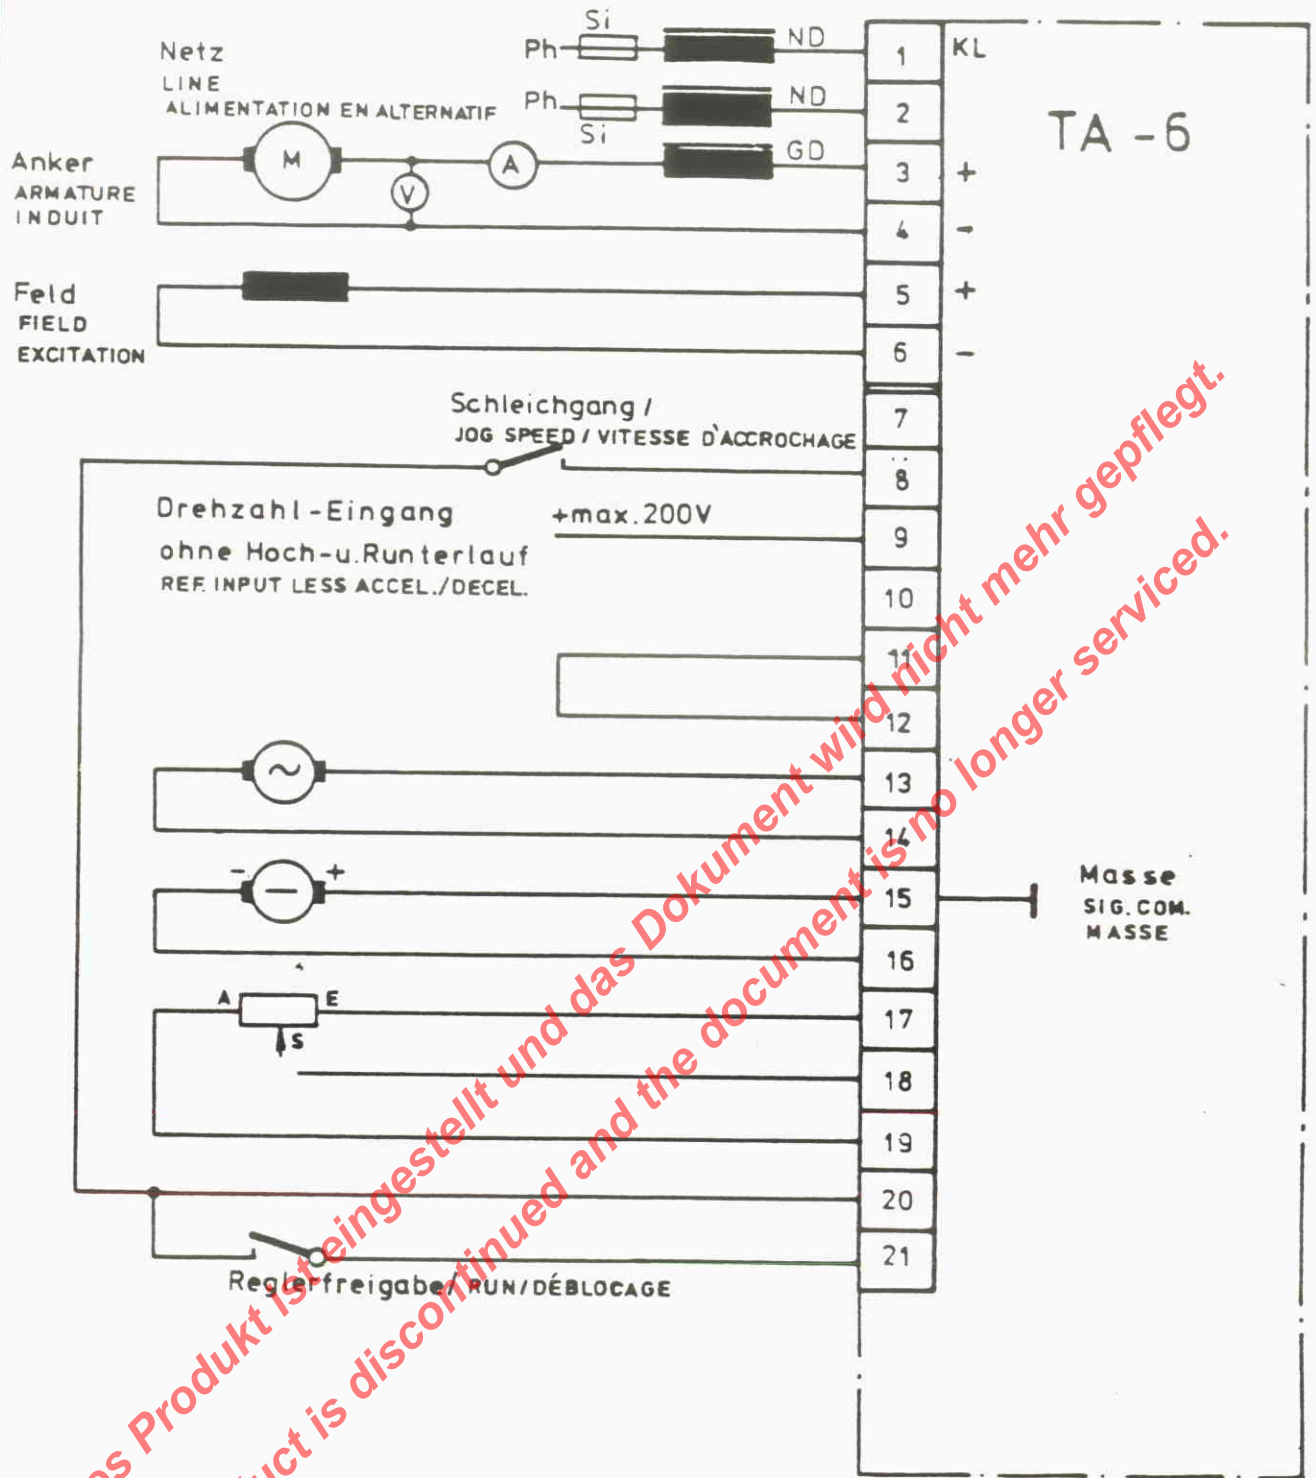 Si
Ph ND 1 KL
Netz
LINE
ALIMENTATION EN ALTERNATIF
Ph ND 2
Si
TA-6
Anker
ARMATURE
INDUIT
M A GD 3 +
V
4 -
Feld
FIELD
EXCITATION
5 +
6 -
Schleichgang /
JOG SPEED / VITESSE D'ACCROCHAGE
7
8
Drehzahl-Eingang
ohne Hoch-u.Runterlauf
REF. INPUT LESS ACCEL./DECEL.
+max.200V
9
10
11
12
~ 13
14
- + 15
Masse
SIG.COM.
MASSE
16
A E 17
S
18
19
20
21
Reglerfreigabe/ RUN/DÉBLOCAGE
es Produkt ist eingestellt und das Dokument wird nicht mehr gepflegt.
uct is discontinued and the document is no longer serviced.